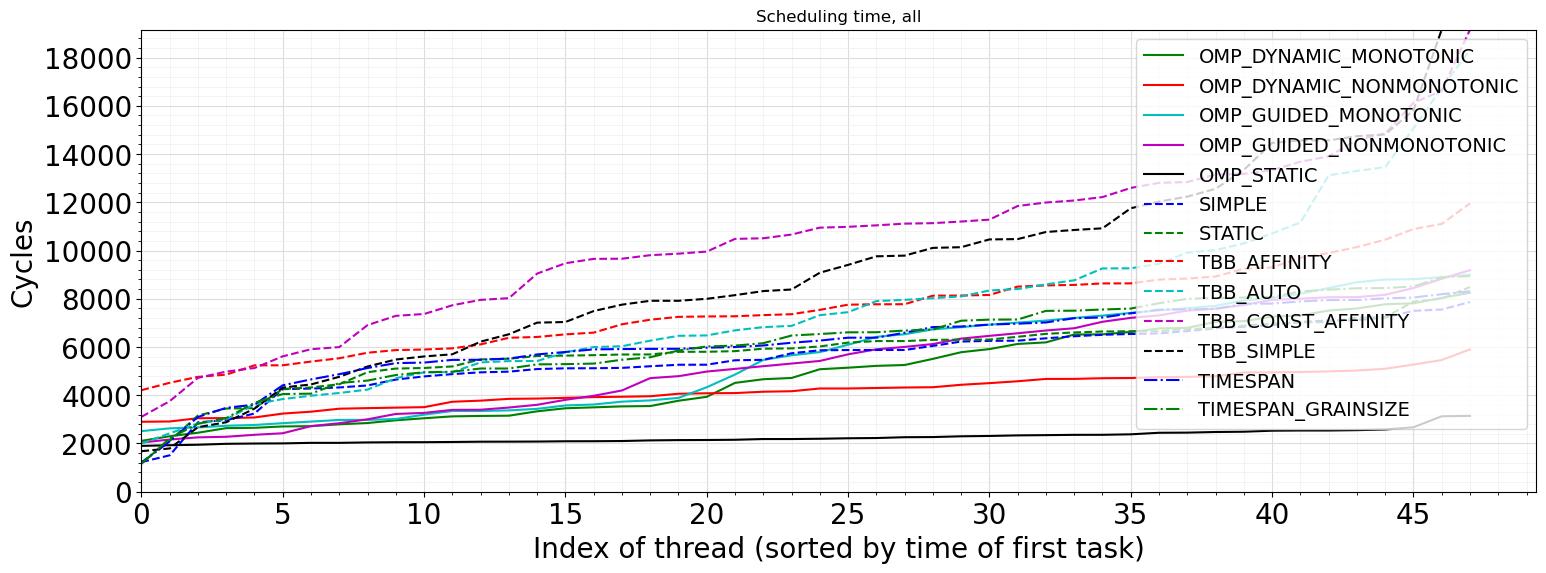 Scheduling time, all
18000
16000
14000
12000
10000
8000
6000
4000
2000
0
Cycles
OMP_DYNAMIC_MONOTONIC
OMP_DYNAMIC_NONMONOTONIC
OMP_GUIDED_MONOTONIC
OMP_GUIDED_NONMONOTONIC
OMP_STATIC
SIMPLE
STATIC
TBB_AFFINITY
TBB_AUTO
TBB_CONST_AFFINITY
TBB_SIMPLE
TIMESPAN
TIMESPAN_GRAINSIZE
0 5 10 15 20 25 30 35 40 45
Index of thread (sorted by time of first task)